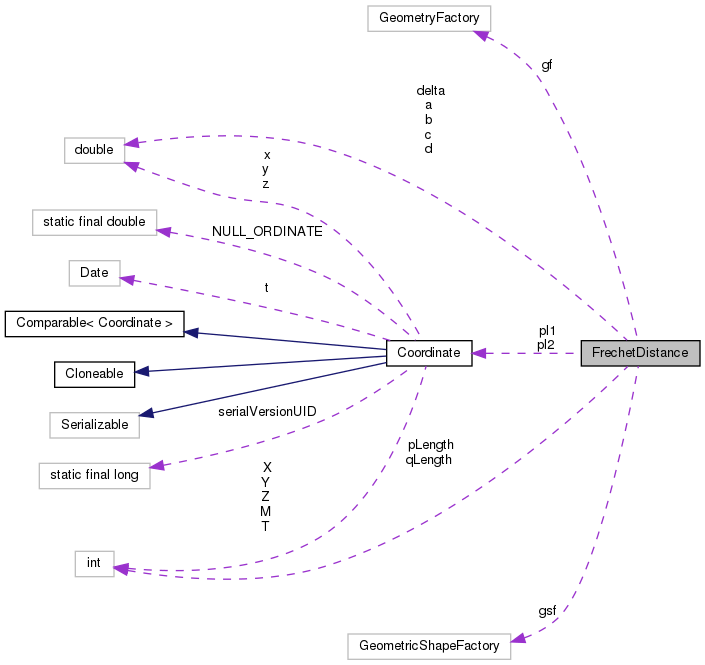 GeometryFactory
gf
delta
a
b
c
d
double
x
y
z
static final double
NULL_ORDINATE
Date
t
Comparable< Coordinate >
Cloneable
Coordinate
pl1
pl2
FrechetDistance
Serializable
serialVersionUID
static final long
pLength
qLength
X
Y
Z
M
T
int
gsf
GeometricShapeFactory